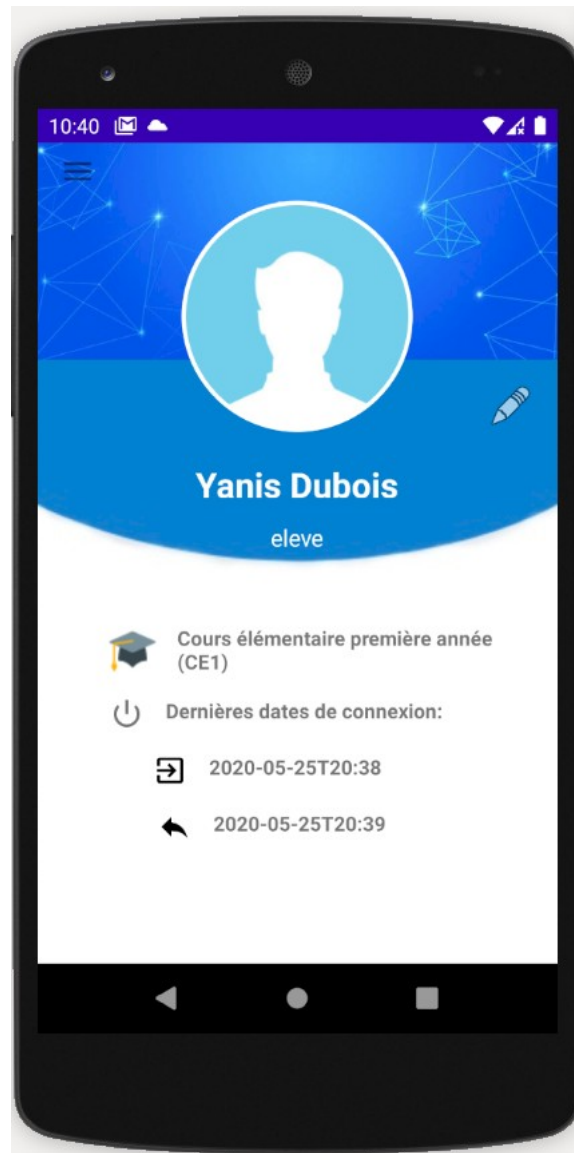 10:40
Yanis Dubois
eleve
Cours élémentaire première année
(CE1)
Dernières dates de connexion:
2020-05-25T20:38
2020-05-25T20:39